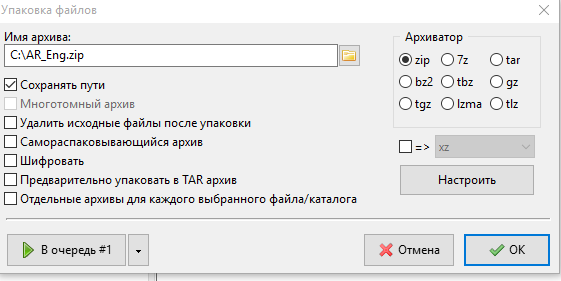 Упаковка файлов
Имя архива:
C:\AR_Eng.zip
Сохранять пути
Многотомный архив
Удалить исходные файлы после упаковки
Самораспаковывающийся архив
Шифровать
Предварительно упаковать в TAR архив
Отдельные архивы для каждого выбранного файла/каталога
Архиватор
zip 7z tar
bz2 tbz gz
tgz lzma tlz
=> xz
Настроить
В очередь #1
Отмена
OK